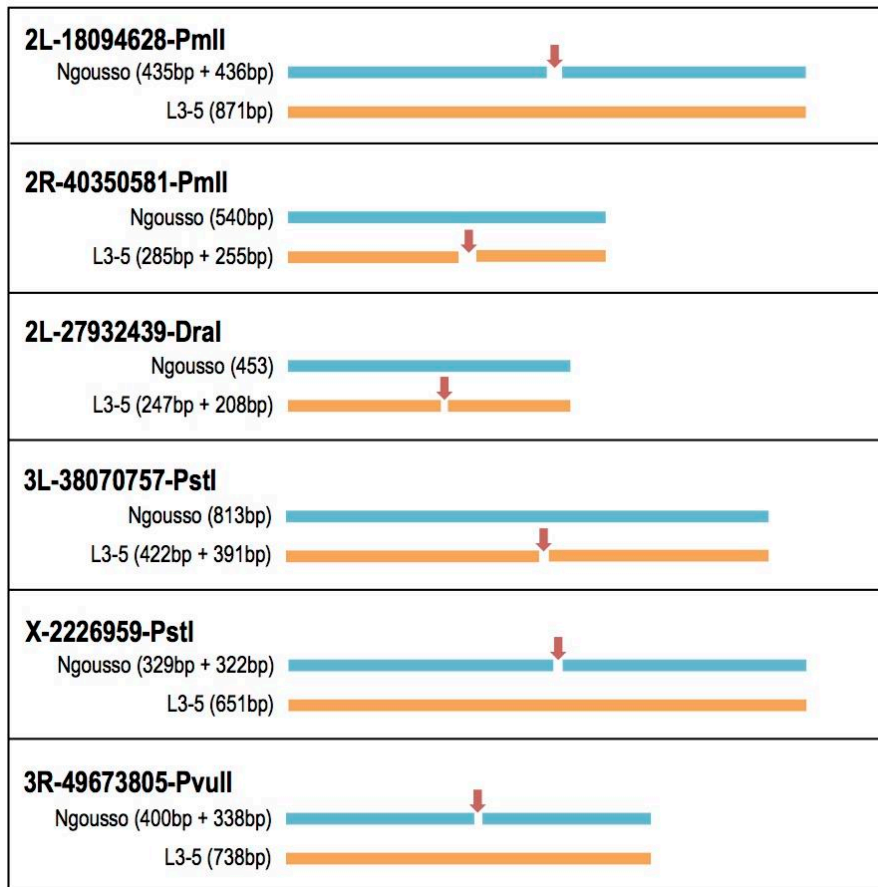 2L-18094628-PmlI
Ngousso (435bp + 436bp)
L3-5 (871bp)
2R-40350581-PmlI
Ngousso (540bp)
L3-5 (285bp + 255bp)
2L-27932439-DraI
Ngousso (453)
L3-5 (247bp + 208bp)
3L-38070757-PstI
Ngousso (813bp)
L3-5 (422bp + 391bp)
X-2226959-PstI
Ngousso (329bp + 322bp)
L3-5 (651bp)
3R-49673805-PvuII
Ngousso (400bp + 338bp)
L3-5 (738bp)